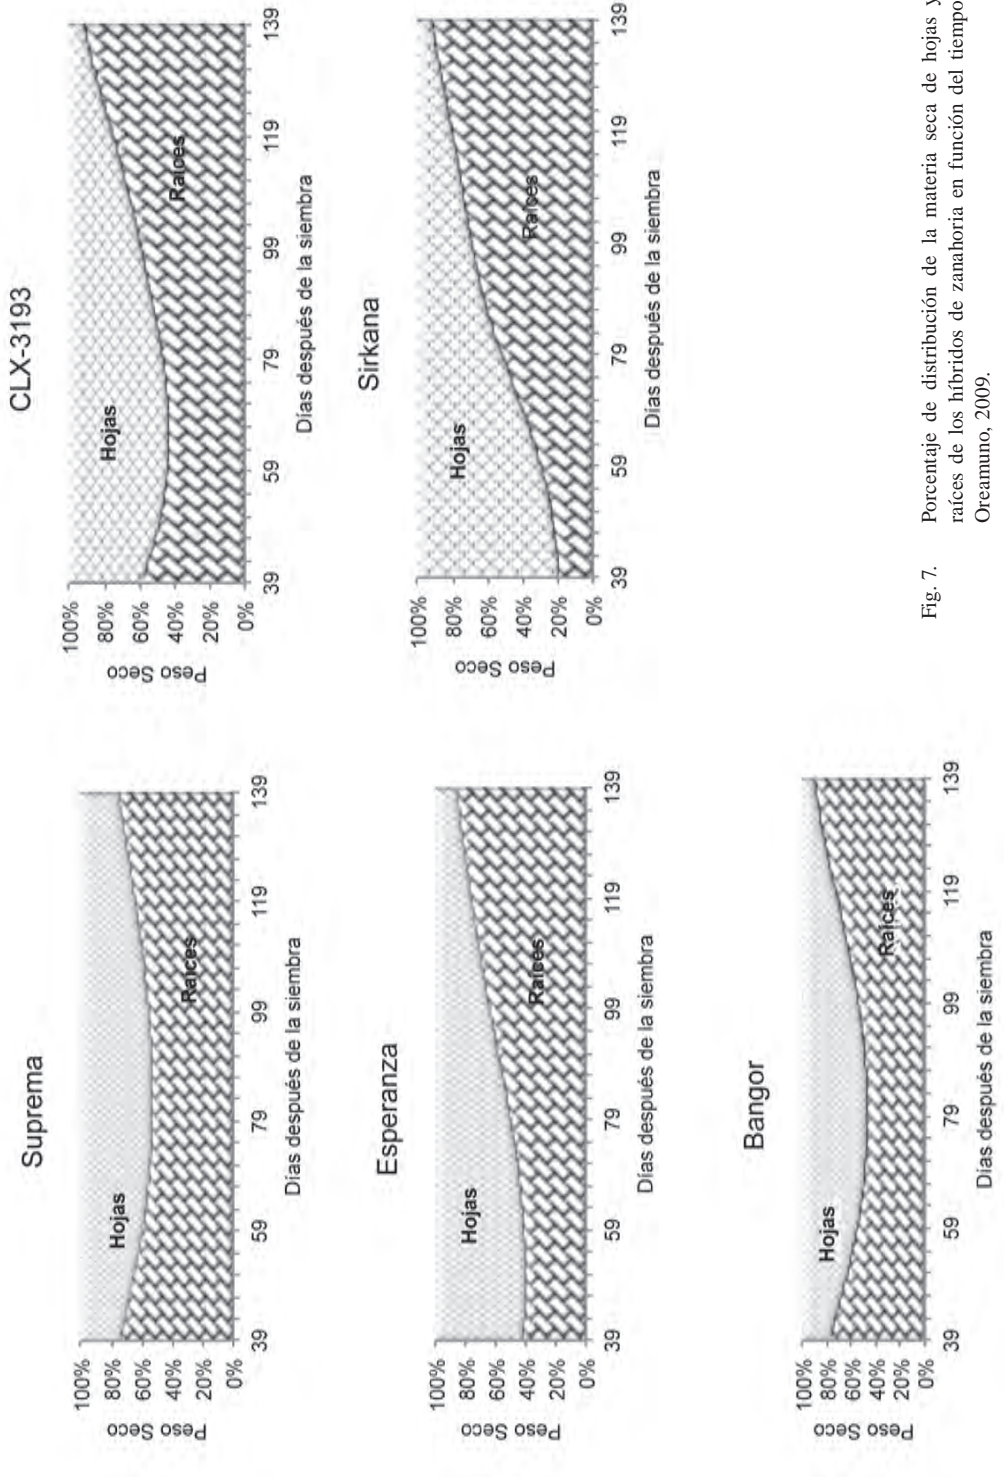 Suprema
100%
80%
60%
40%
20%
0%
Peso Seco
Hojas
Raíces
39 59 79 99 119 139
Días después de la siembra
CLX-3193
100%
80%
60%
40%
20%
0%
Peso Seco
Hojas
Raíces
39 59 79 99 119 139
Días después de la siembra
Esperanza
100%
80%
60%
40%
20%
0%
Peso Seco
Hojas
Raíces
39 59 79 99 119 139
Días después de la siembra
Sirkana
100%
80%
60%
40%
20%
0%
Peso Seco
Hojas
Raíces
39 59 79 99 119 139
Días después de la siembra
Bangor
100%
80%
60%
40%
20%
0%
Peso Seco
Hojas
Raíces
39 59 79 99 119 139
Días después de la siembra
Fig. 7. Porcentaje de distribución de la materia seca de hojas y
raíces de los híbridos de zanahoria en función del tiempo
Oreamuno, 2009.